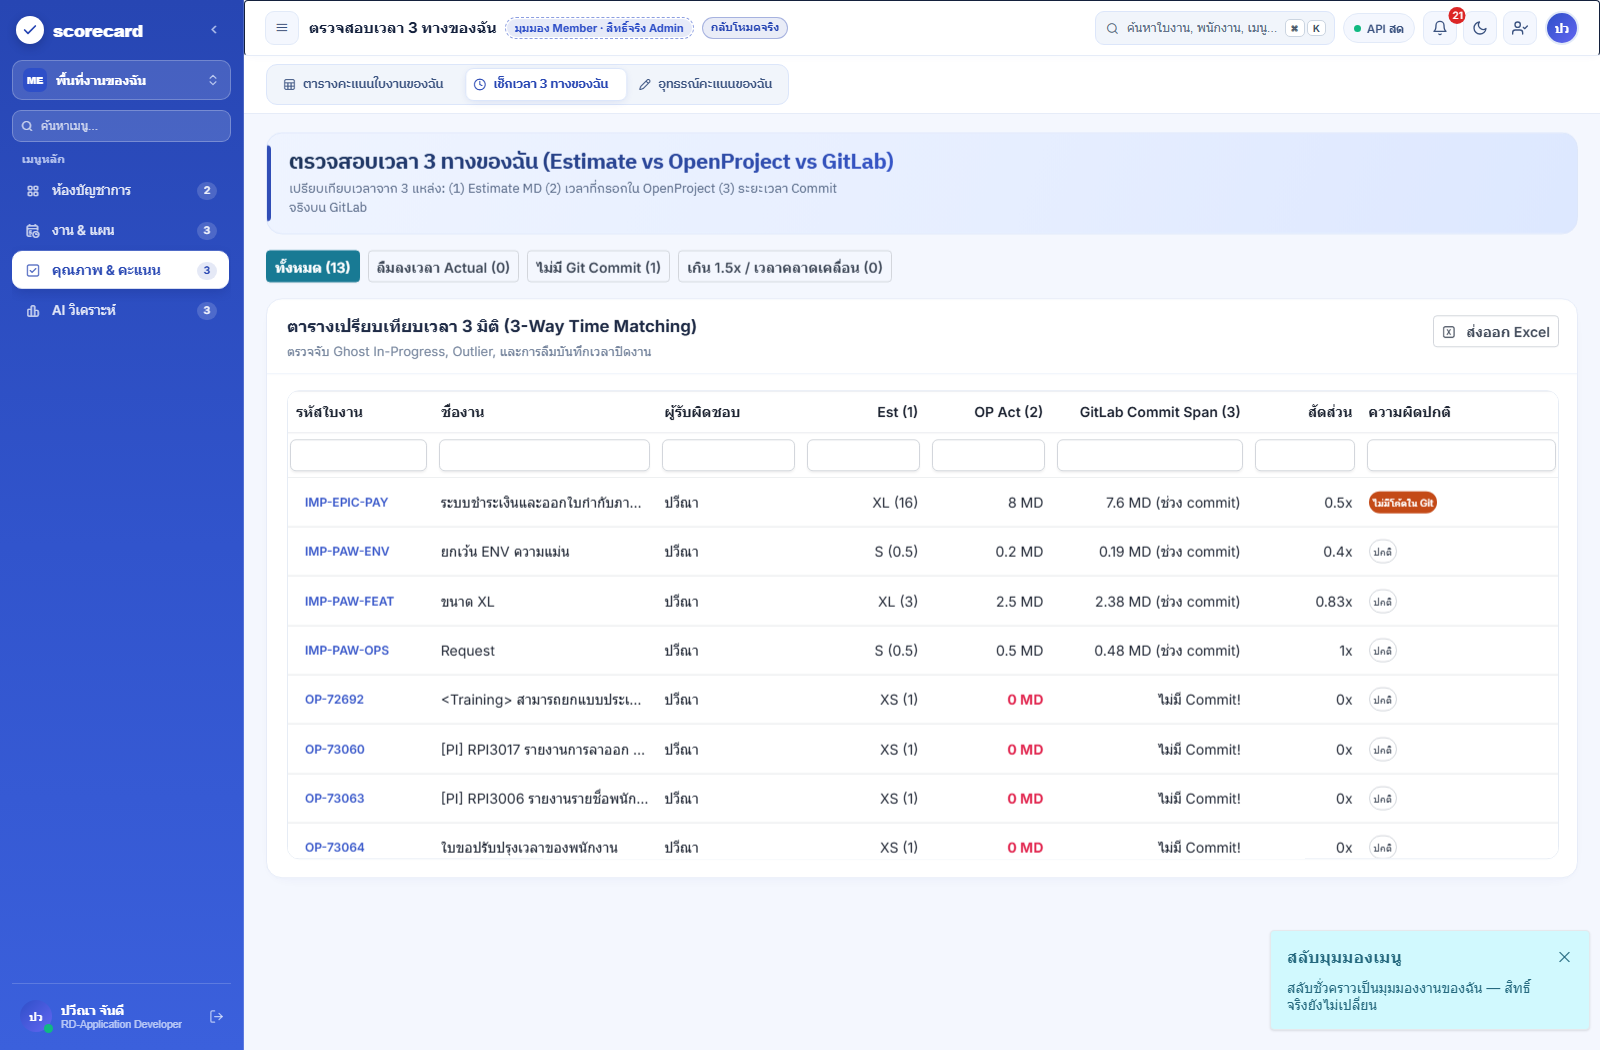 scorecard
ME พื้นที่งานของฉัน
ค้นหาเมนู...
เมนูหลัก
ห้องบัญชาการ 2
งาน & แผน 3
คุณภาพ & คะแนน 3
AI วิเคราะห์ 3
ปว
ปวีณา จันดี
RD-Application Developer
ตรวจสอบเวลา 3 ทางของฉัน มุมมอง Member · สิทธิ์จริง Admin กลับโหมดจริง
ค้นหาใบงาน, พนักงาน, เมนู... ⌘ K API สด 21 ปว
ตารางคะแนนใบงานของฉัน เช็กเวลา 3 ทางของฉัน อุทธรณ์คะแนนของฉัน
ตรวจสอบเวลา 3 ทางของฉัน (Estimate vs OpenProject vs GitLab)
เปรียบเทียบเวลาจาก 3 แหล่ง: (1) Estimate MD (2) เวลาที่กรอกใน OpenProject (3) ระยะเวลา Commit
จริงบน GitLab
ทั้งหมด (13) ลืมลงเวลา Actual (0) ไม่มี Git Commit (1) เกิน 1.5x / เวลาคลาดเคลื่อน (0)
ตารางเปรียบเทียบเวลา 3 มิติ (3-Way Time Matching)
ตรวจจับ Ghost In-Progress, Outlier, และการลืมบันทึกเวลาปิดงาน
ส่งออก Excel
รหัสใบงาน ชื่องาน ผู้รับผิดชอบ Est (1) OP Act (2) GitLab Commit Span (3) สัดส่วน ความผิดปกติ
IMP-EPIC-PAY ระบบชำระเงินและออกใบกำกับภา... ปวีณา XL (16) 8 MD 7.6 MD (ช่วง commit) 0.5x ไม่มีโค้ดใน Git
IMP-PAW-ENV ยกเว้น ENV ความแม่น ปวีณา S (0.5) 0.2 MD 0.19 MD (ช่วง commit) 0.4x ปกติ
IMP-PAW-FEAT ขนาด XL ปวีณา XL (3) 2.5 MD 2.38 MD (ช่วง commit) 0.83x ปกติ
IMP-PAW-OPS Request ปวีณา S (0.5) 0.5 MD 0.48 MD (ช่วง commit) 1x ปกติ
OP-72692 <Training> สามารถยกแบบประเ... ปวีณา XS (1) 0 MD ไม่มี Commit! 0x ปกติ
OP-73060 [PI] RPI3017 รายงานการลาออก ... ปวีณา XS (1) 0 MD ไม่มี Commit! 0x ปกติ
OP-73063 [PI] RPI3006 รายงานรายชื่อพนัก... ปวีณา XS (1) 0 MD ไม่มี Commit! 0x ปกติ
OP-73064 ใบขอปรับปรุงเวลาของพนักงาน ปวีณา XS (1) 0 MD ไม่มี Commit! 0x ปกติ
สลับมุมมองเมนู
สลับชั่วคราวเป็นมุมมองงานของฉัน — สิทธิ์
จริงยังไม่เปลี่ยน